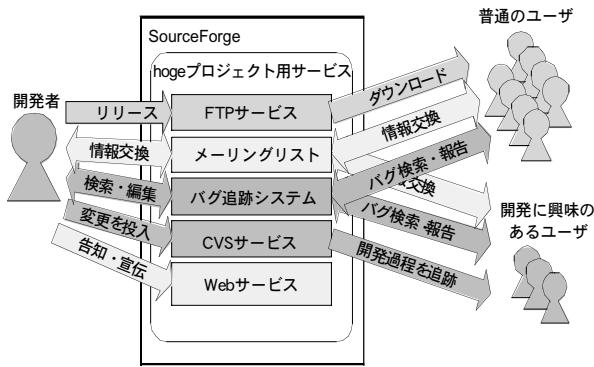 SourceForge
hogeプロジェクト用サービス
普通のユーザ
開発者
リリース
FTPサービス
ダウンロード
情報交換
メーリングリスト
情報交換
検索・編集
バグ追跡システム
バグ検索・報告
交換
変更を投入
CVSサービス
バグ検索・報告
開発に興味の
あるユーザ
告知・宣伝
Webサービス
開発過程を追跡